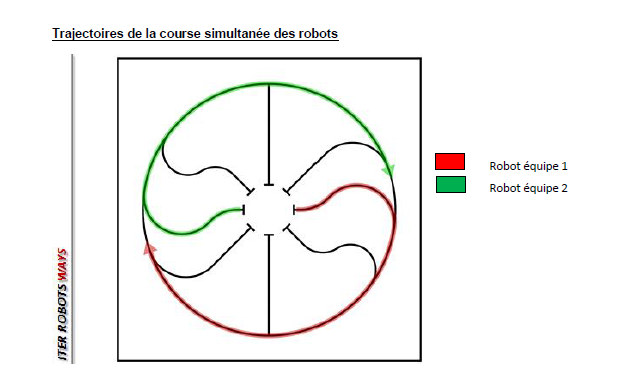 Trajectoires de la course simultanée des robots
Robot équipe 1
Robot équipe 2
ITER ROBOTS WAYS